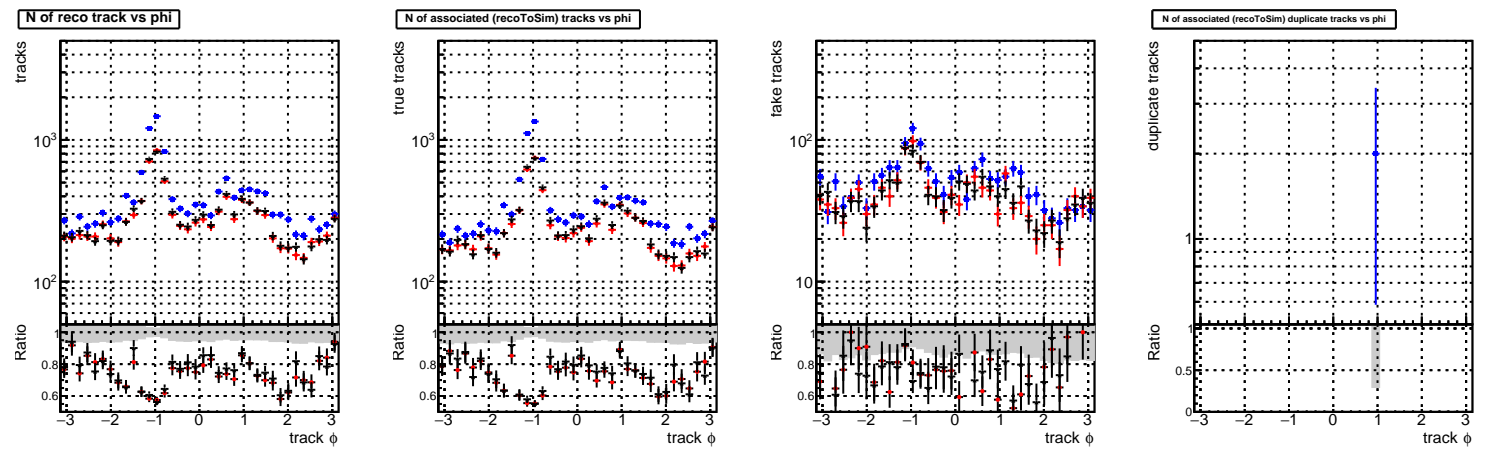 N of reco track vs phi
tracks
10³
10²
Ratio
1
0.8
0.6
−3 −2 −1 0 1 2 3
track ϕ
N of associated (recoToSim) tracks vs phi
true tracks
10³
10²
Ratio
1
0.8
0.6
−3 −2 −1 0 1 2 3
track ϕ
fake tracks
10²
10
Ratio
1
0.8
0.6
−3 −2 −1 0 1 2 3
track ϕ
N of associated (recoToSim) duplicate tracks vs phi
duplicate tracks
1
Ratio
1
0.5
0
−3 −2 −1 0 1 2 3
track ϕ